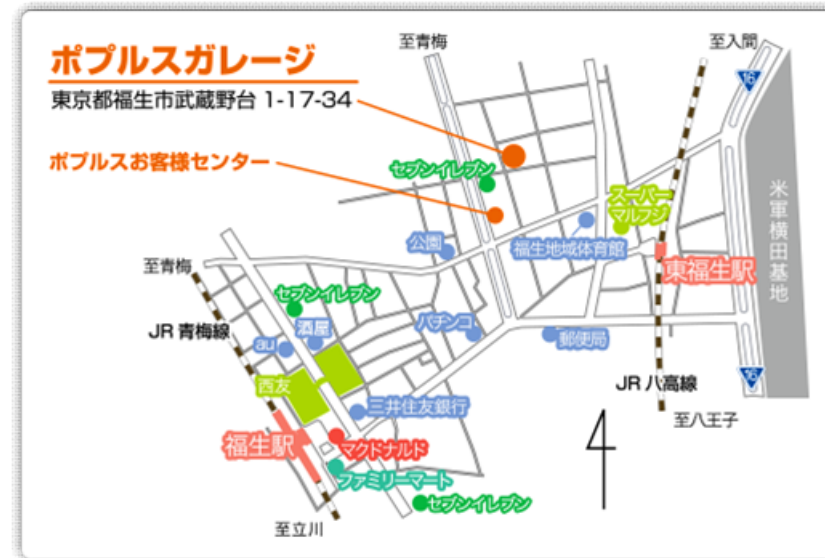 ポプルスガレージ
東京都福生市武蔵野台 1-17-34
ポプルスお客様センター
至青梅
至入間
16
セブンイレブン
スーパー
マルフジ
米軍横田基地
公園
福生地域体育館
東福生駅
至青梅
セブンイレブン
JR 青梅線
酒屋
au
パチンコ
郵便局
西友
JR 八高線
16
三井住友銀行
至八王子
福生駅
マクドナルド
ファミリーマート
セブンイレブン
至立川